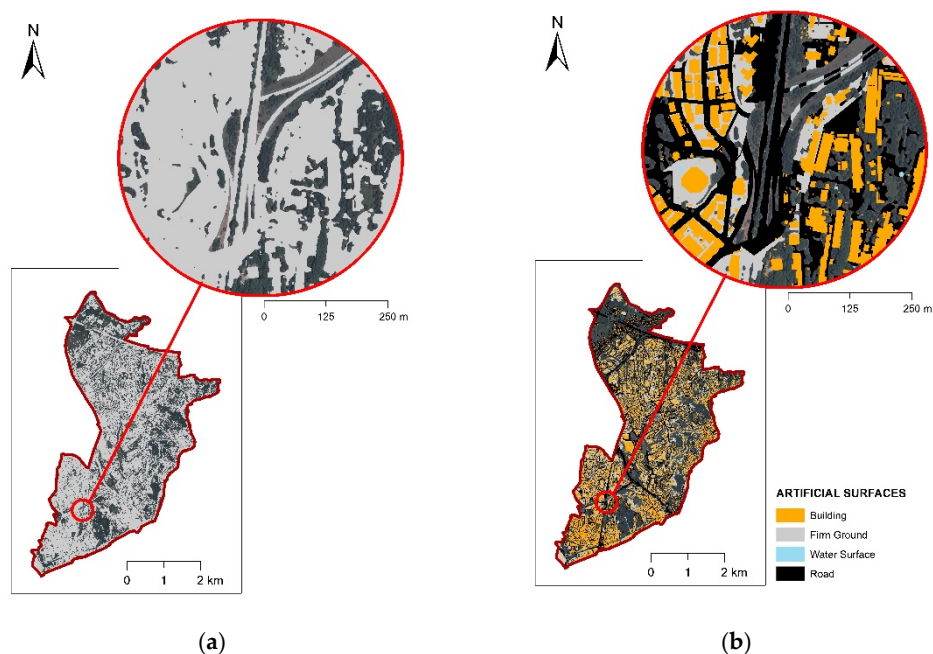 N
0 125 250 m
0 1 2 km
(a)
N
0 125 250 m
ARTIFICIAL SURFACES
Building
Firm Ground
Water Surface
Road
0 1 2 km
(b)